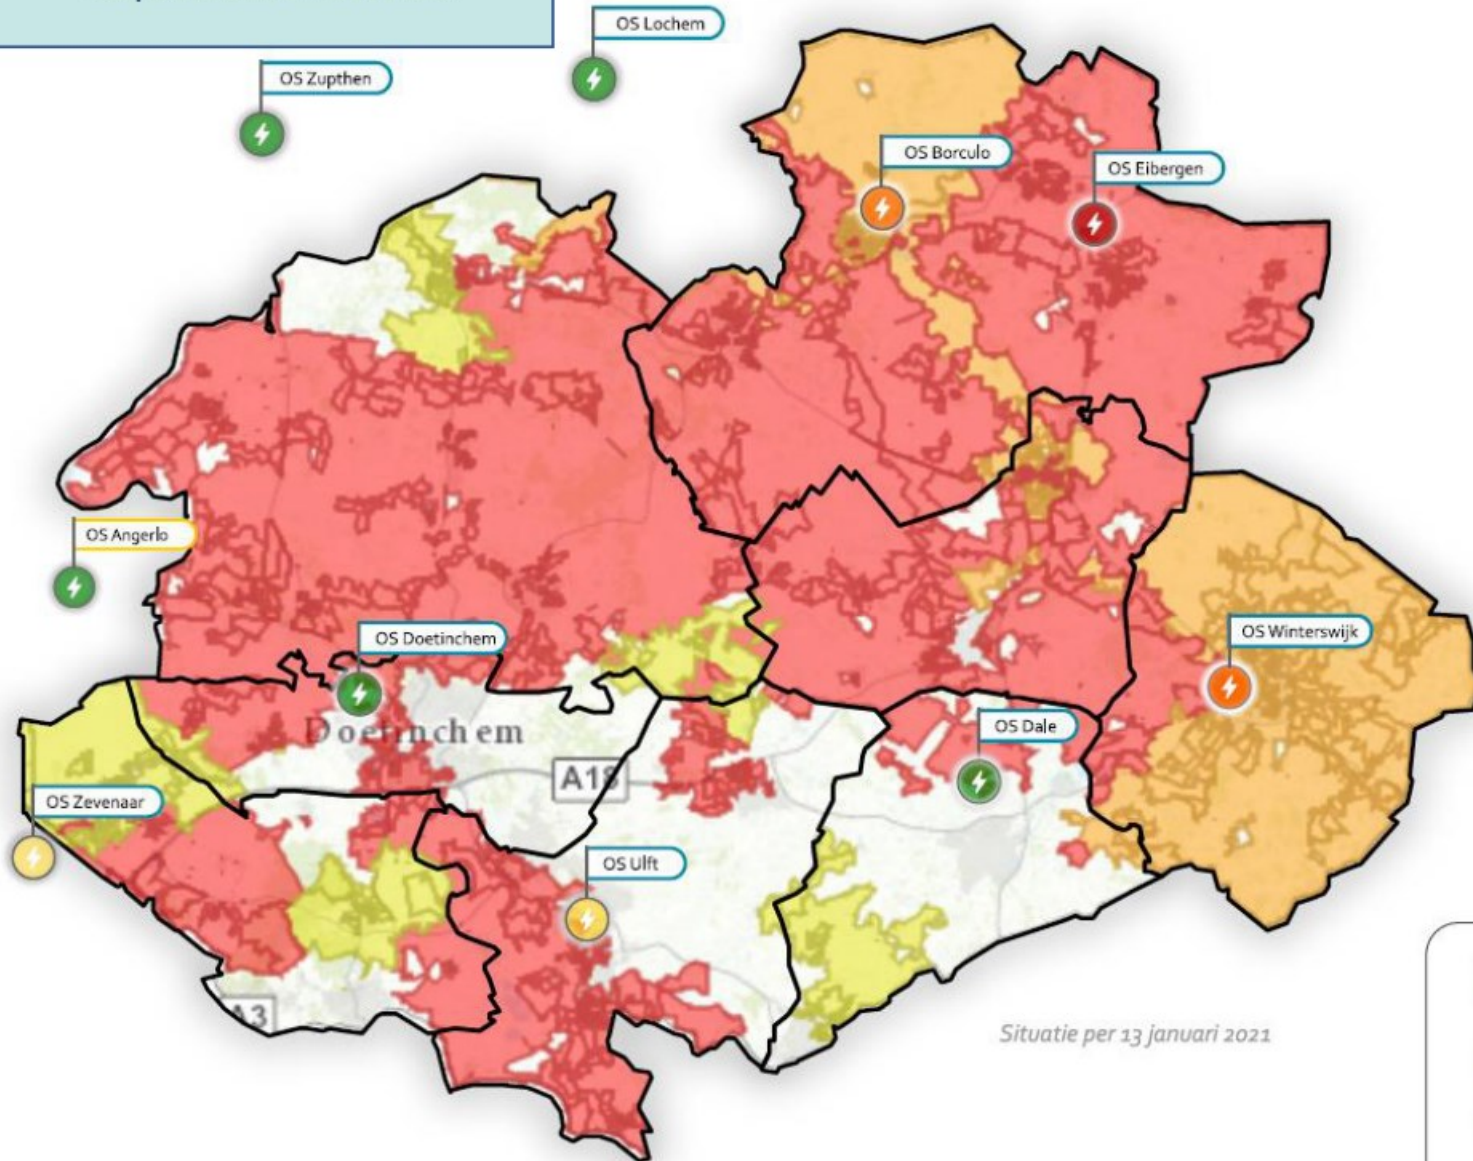 OS Lochem
OS Zupthen
OS Borculo
OS Eibergen
OS Angerlo
OS Doetinchem
OS Winterswijk
Doetinchem
OS Dale
A18
OS Zevenaar
OS Ulft
A3
Situatie per 13 januari 2021